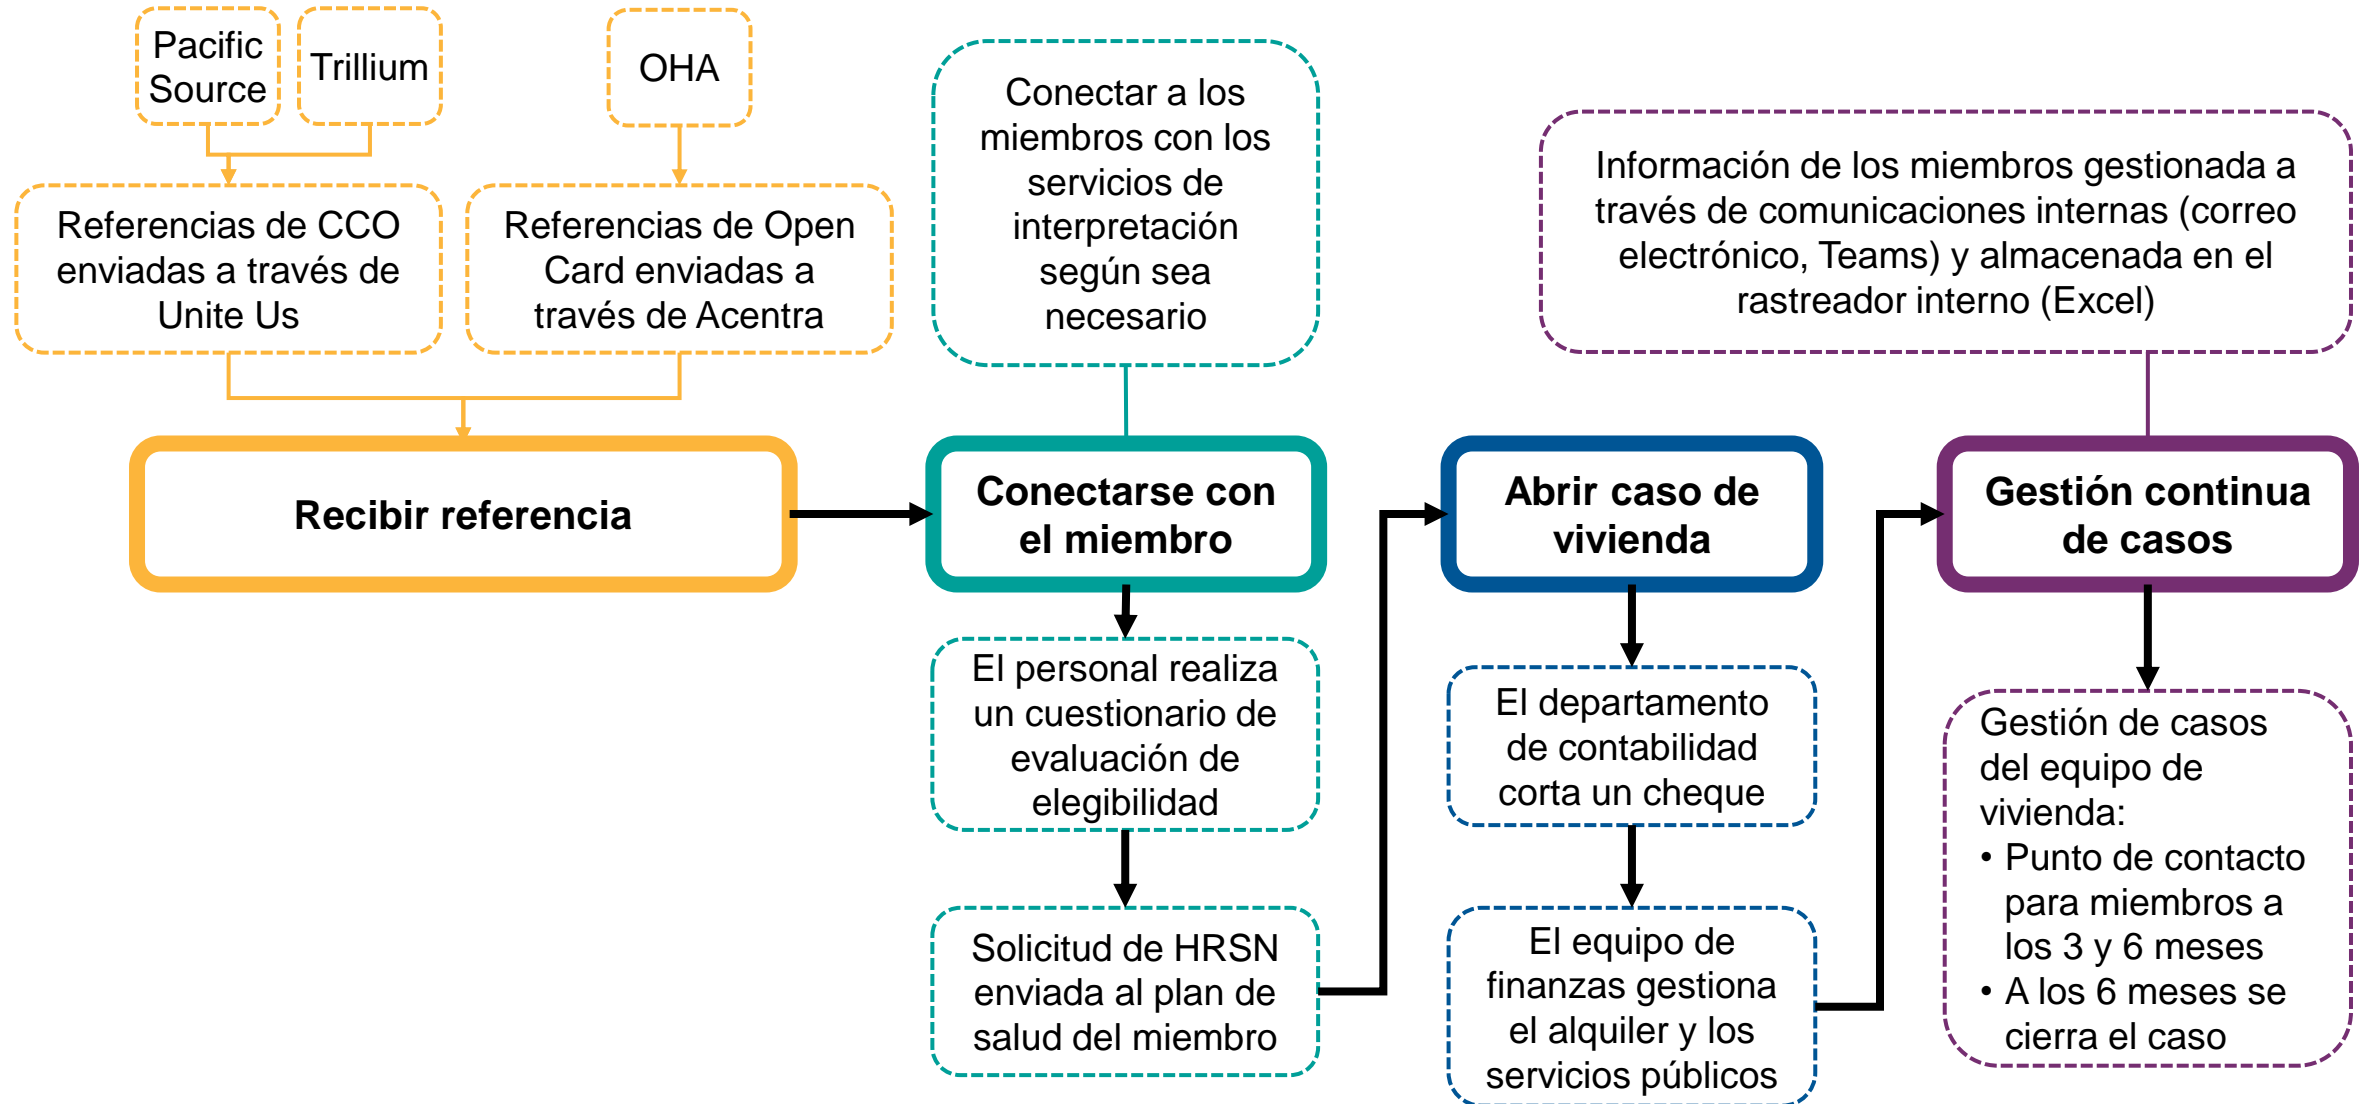 Pacific
Source
Trillium
OHA
Referencias de CCO
enviadas a través de
Unite Us
Referencias de Open
Card enviadas a
través de Acentra
Conectar a los
miembros con los
servicios de
interpretación
según sea
necesario
Información de los miembros gestionada a
través de comunicaciones internas (correo
electrónico, Teams) y almacenada en el
rastreador interno (Excel)
Recibir referencia
Conectarse con
el miembro
Abrir caso de
vivienda
Gestión continua
de casos
El personal realiza
un cuestionario de
evaluación de
elegibilidad
Solicitud de HRSN
enviada al plan de
salud del miembro
El departamento
de contabilidad
corta un cheque
El equipo de
finanzas gestiona
el alquiler y los
servicios públicos
Gestión de casos
del equipo de
vivienda:
• Punto de contacto
para miembros a
los 3 y 6 meses
• A los 6 meses se
cierra el caso